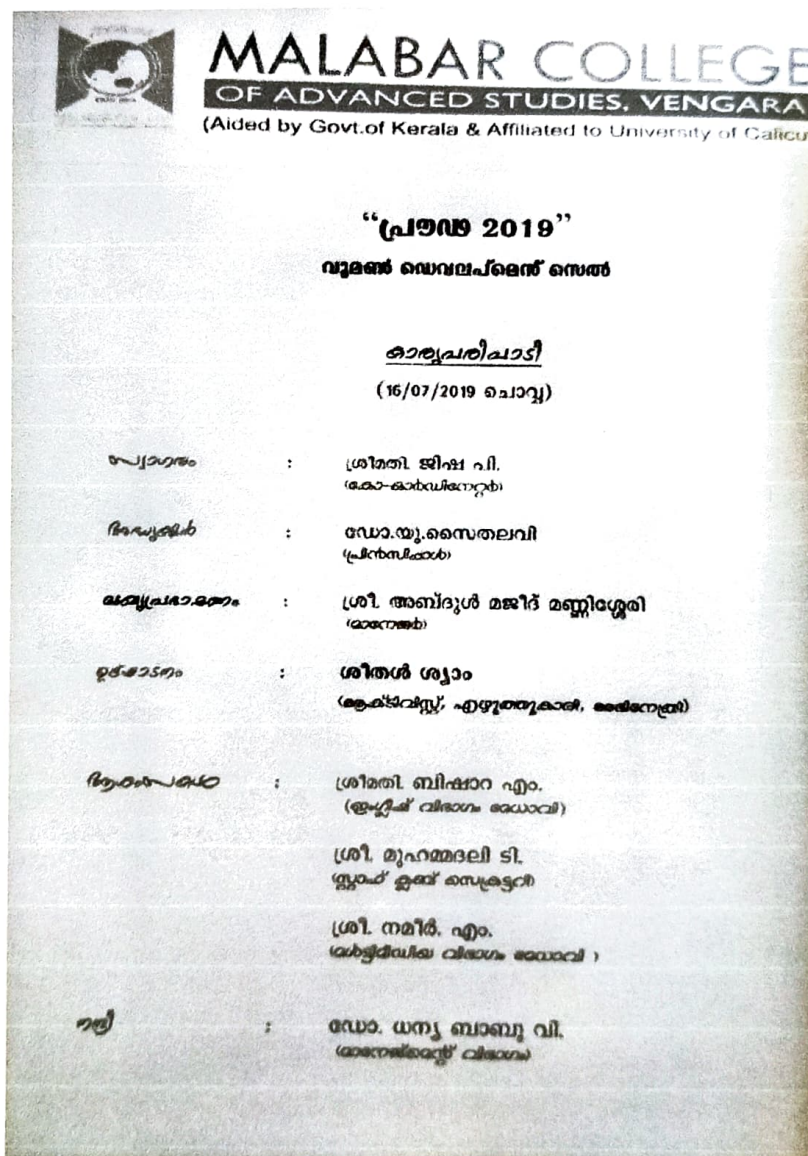 MALABAR COLLEGE
OF ADVANCED STUDIES, VENGARA
(Aided by Govt.of Kerala & Affiliated to University of Calicu
“പ്രൗഢ 2019”
വുമൺ ഡെവലപ്മെൻ്റ് സെൽ
കാര്യപരിപാടി
(16/07/2019 ചൊവ്വ)
സ്വാഗതം : ശ്രീമതി. ജിഷ പി.
(കോ-ഓർഡിനേറ്റർ)
അദ്ധ്യക്ഷൻ : ഡോ.യു.സൈതലവി
(പ്രിൻസിപ്പൾ)
മുഖ്യപ്രഭാഷണം : ശ്രീ. അബ്ദുൾ മജീദ് മണ്ണിശ്ശേരി
(മാനേജർ)
ഉദ്ഘാടനം : ശീതൾ ശ്യാം
(ആക്ടിവിസ്റ്റ്, എഴുത്തുകാരി, അഭിനേത്രി)
ആശംസകൾ : ശ്രീമതി. ബിഷാറ എം.
(ഇംഗ്ലീഷ് വിഭാഗം മേധാവി)
ശ്രീ. മുഹമ്മദലി ടി.
(സ്റ്റാഫ് ക്ലബ് സെക്രട്ടറി)
ശ്രീ. നമീർ. എം.
(മൾട്ടിമീഡിയ വിഭാഗം മേധാവി )
നന്ദി : ഡോ. ധന്യ ബാബു വി.
(മാനേജ്മെൻ്റ് വിഭാഗം)